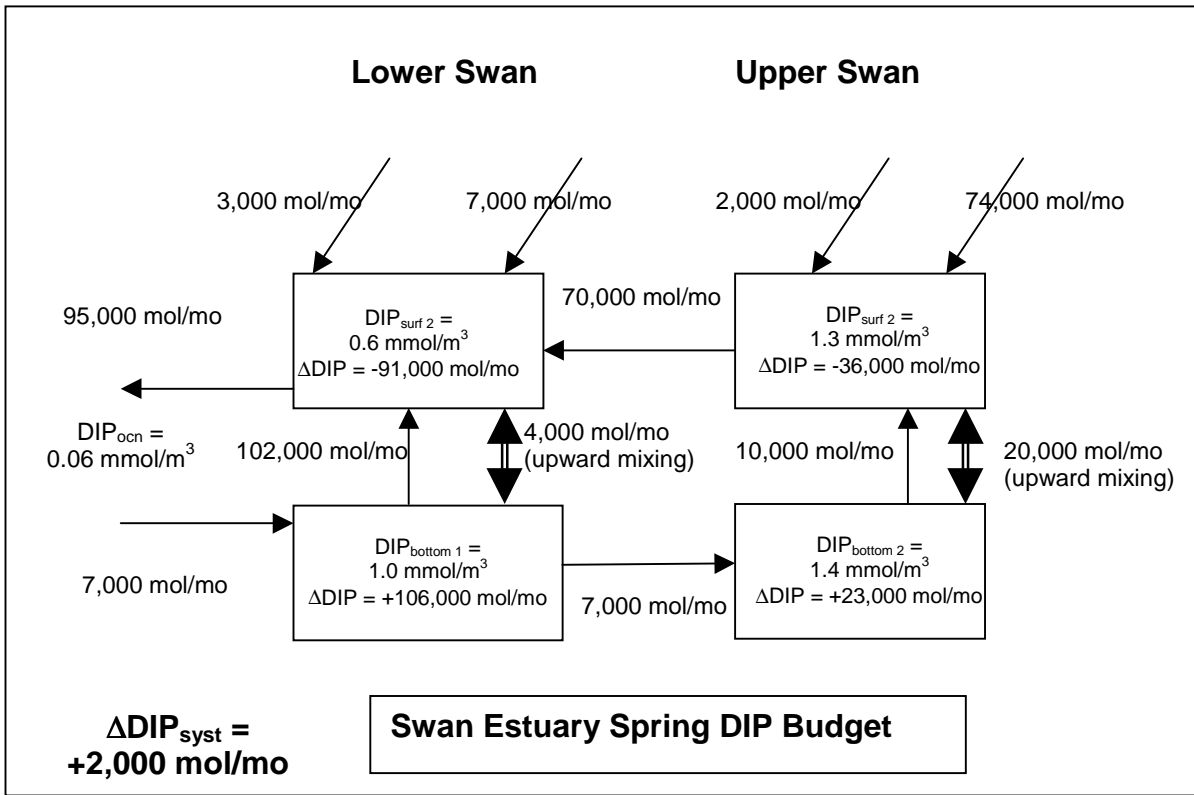 Lower Swan
Upper Swan
3,000 mol/mo
7,000 mol/mo
2,000 mol/mo
74,000 mol/mo
95,000 mol/mo
DIPsurf 2 =
0.6 mmol/m³
ΔDIP = -91,000 mol/mo
70,000 mol/mo
DIPsurf 2 =
1.3 mmol/m³
ΔDIP = -36,000 mol/mo
DIPocn =
0.06 mmol/m³
102,000 mol/mo
4,000 mol/mo
(upward mixing)
10,000 mol/mo
20,000 mol/mo
(upward mixing)
7,000 mol/mo
DIPbottom 1 =
1.0 mmol/m³
ΔDIP = +106,000 mol/mo
7,000 mol/mo
DIPbottom 2 =
1.4 mmol/m³
ΔDIP = +23,000 mol/mo
ΔDIPsyst =
+2,000 mol/mo
Swan Estuary Spring DIP Budget